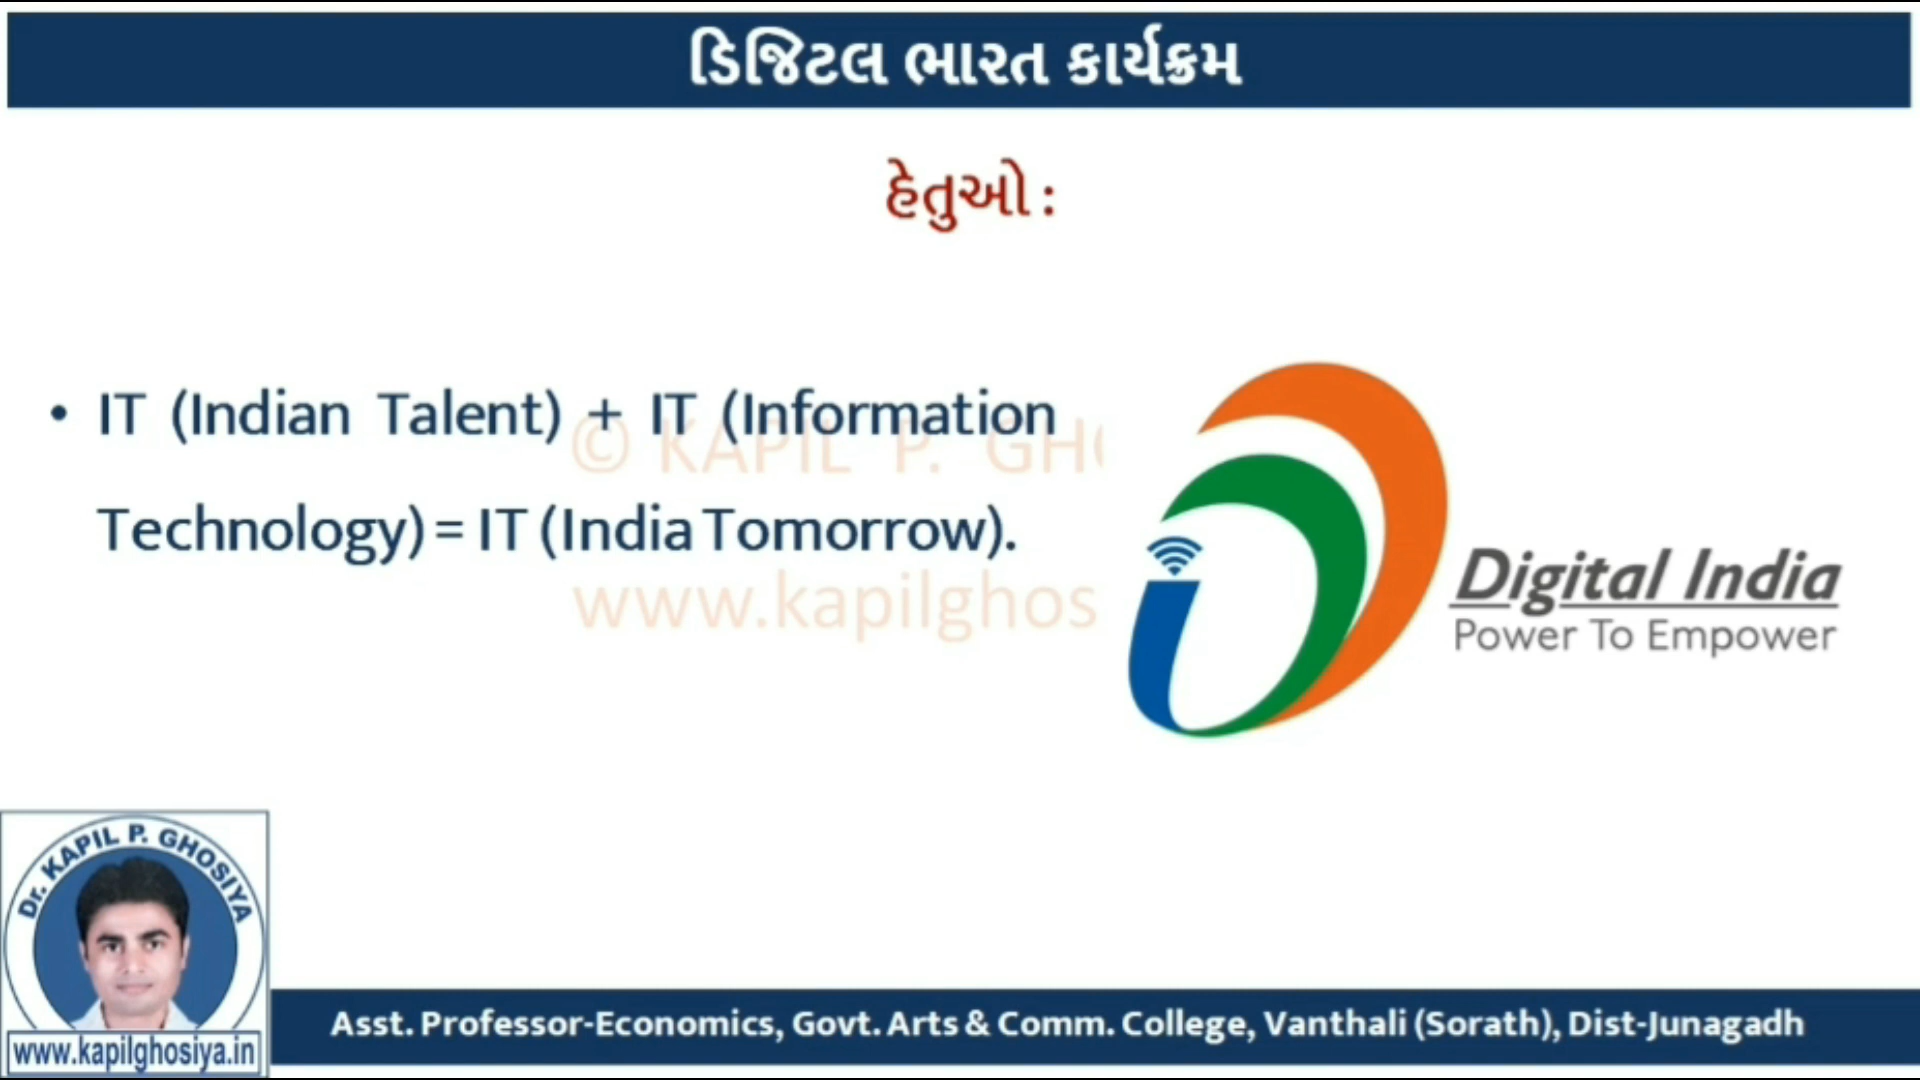 ડિજિટલ ભારત કાર્યક્રમ
હેતુઓ :
• IT (Indian Talent) + IT (Information
Technology) = IT (India Tomorrow).
© KAPIL P. GH
www.kapilghos
Digital India
Power To Empower
Dr. KAPIL P. GHOSIYA
www.kapilghosiya.in
Asst. Professor-Economics, Govt. Arts & Comm. College, Vanthali (Sorath), Dist-Junagadh